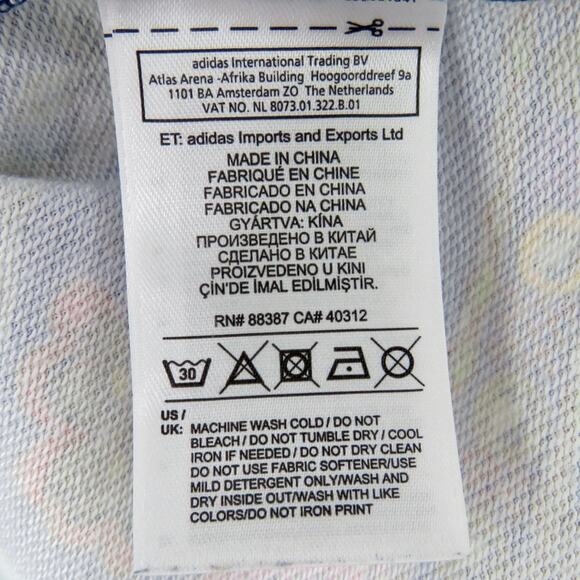 adidas International Trading BV
Atlas Arena -Afrika Building Hoogoorddreef 9a
1101 BA Amsterdam ZO The Netherlands
VAT NO. NL 8073.01.322.B.01
ET: adidas Imports and Exports Ltd
MADE IN CHINA
FABRIQUÉ EN CHINE
FABRICADO EN CHINA
FABRICADO NA CHINA
GYÁRTVA: KÍNA
ПРОИЗВЕДЕНО В КИТАЙ
СДЕЛАНО В КИТАЕ
PROIZVEDENO U KINI
ÇİN'DE İMAL EDİLMİŞTİR.
RN# 88387 CA# 40312
30
US /
UK: MACHINE WASH COLD / DO NOT
BLEACH / DO NOT TUMBLE DRY / COOL
IRON IF NEEDED / DO NOT DRY CLEAN
DO NOT USE FABRIC SOFTENER/USE
MILD DETERGENT ONLY/WASH AND
DRY INSIDE OUT/WASH WITH LIKE
COLORS/DO NOT IRON PRINT